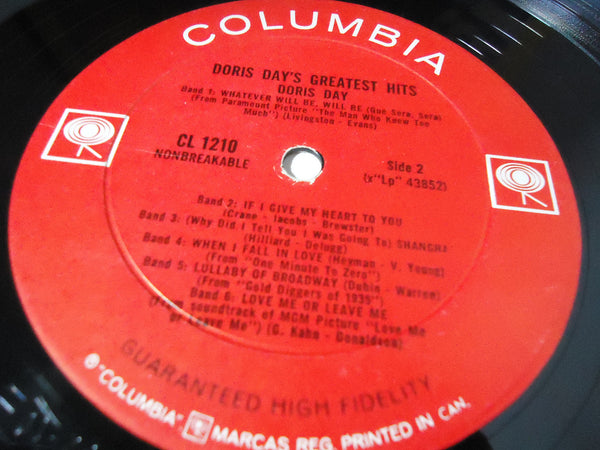 COLUMBIA
DORIS DAY'S GREATEST HITS
DORIS DAY
Band 1: WHATEVER WILL BE, WILL BE (Que Sera, Sera)
(From Paramount Picture "The Man Who Knew Too
Much") (Livingston - Evans)
CL 1210
NONBREAKABLE
Side 2
(x"Lp" 43852)
Band 2: IF I GIVE MY HEART TO YOU
(Crane - Jacobs - Brewster)
Band 3: (Why Did I Tell You I Was Going To) SHANGHAI
(Hilliard - Delugg)
Band 4: WHEN I FALL IN LOVE (Heyman - V. Young)
(From "One Minute To Zero")
Band 5: LULLABY OF BROADWAY (Dubin - Warren)
(From "Gold Diggers of 1935")
Band 6: LOVE ME OR LEAVE ME
(From soundtrack of MGM Picture "Love Me
or Leave Me") (G. Kahn - Donaldson)
GUARANTEED HIGH FIDELITY
® "COLUMBIA" MARCAS REG. PRINTED IN CAN.